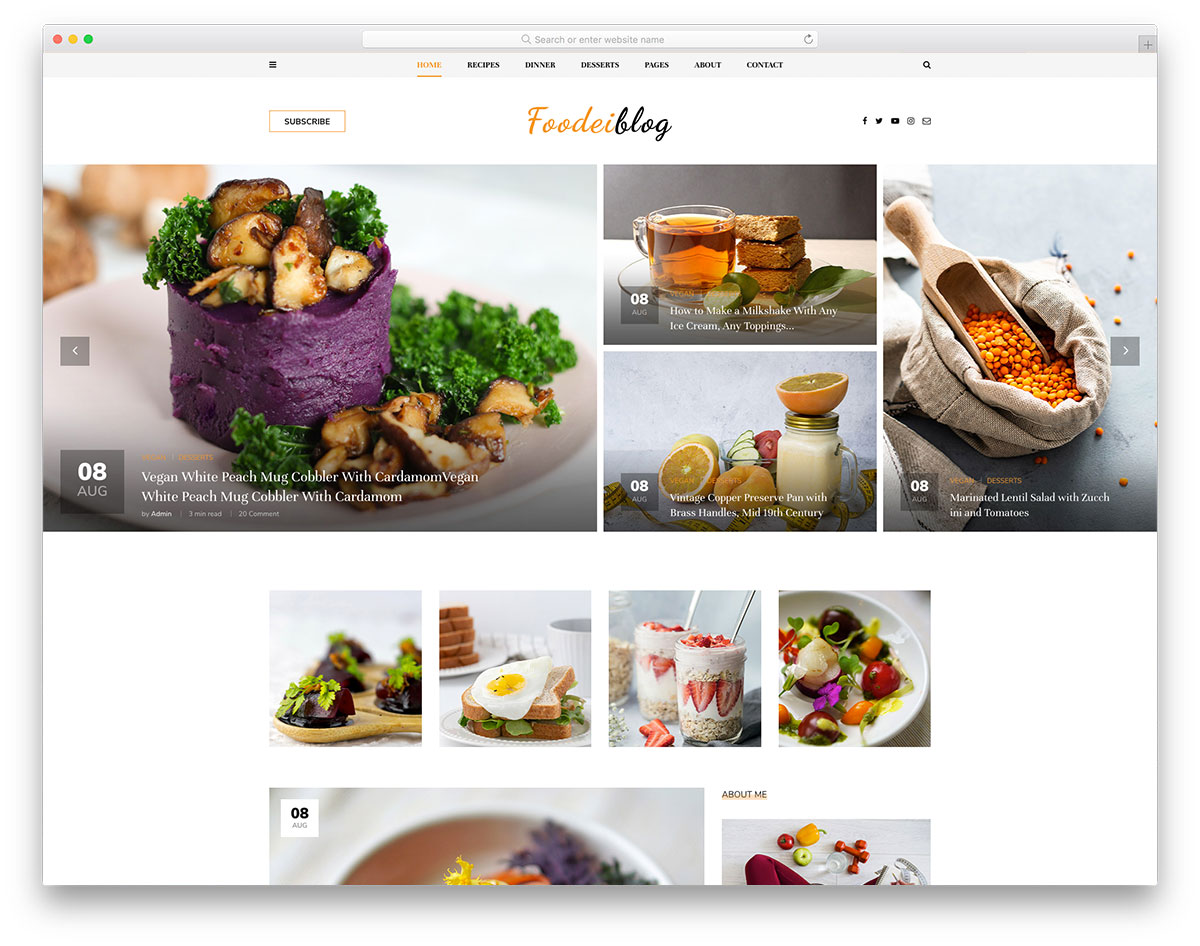 Search or enter website name
HOME RECIPES DINNER DESSERTS PAGES ABOUT CONTACT
SUBSCRIBE
Foodeiblog
08
AUG
VEGAN | DESSERTS
Vegan White Peach Mug Cobbler With CardamomVegan
White Peach Mug Cobbler With Cardamom
by Admin | 3 min read | 20 Comment
08
AUG
VEGAN
How to Make a Milkshake With Any
Ice Cream, Any Toppings...
08
AUG
VEGAN | DESSERTS
Vintage Copper Preserve Pan with
Brass Handles, Mid 19th Century
08
AUG
VEGAN | DESSERTS
Marinated Lentil Salad with Zucch
ini and Tomatoes
08
AUG
ABOUT ME